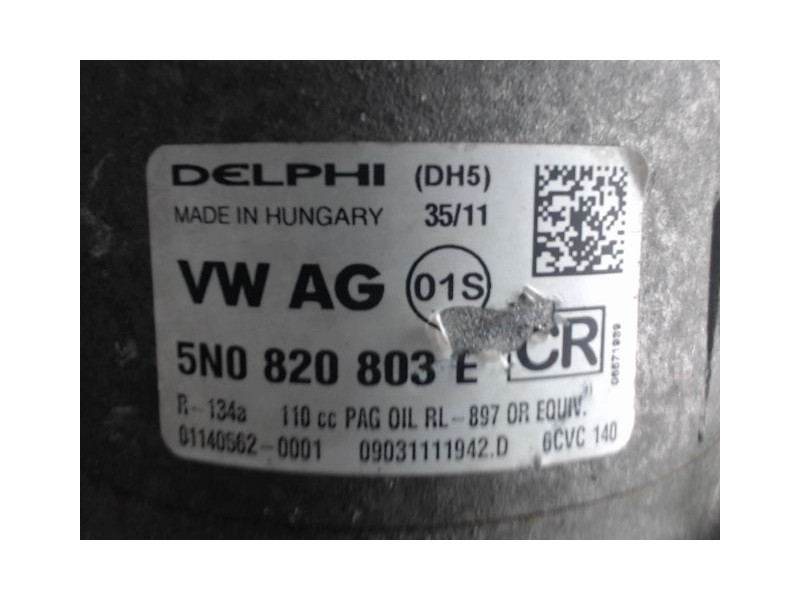 DELPHI (DH5)
MADE IN HUNGARY 35/11
VW AG 01S
5N0 820 803 E CR
R-134a 110 cc PAG OIL RL-897 OR EQUIV.
01140562-0001 09031111942.D 6CVC 140
06571989